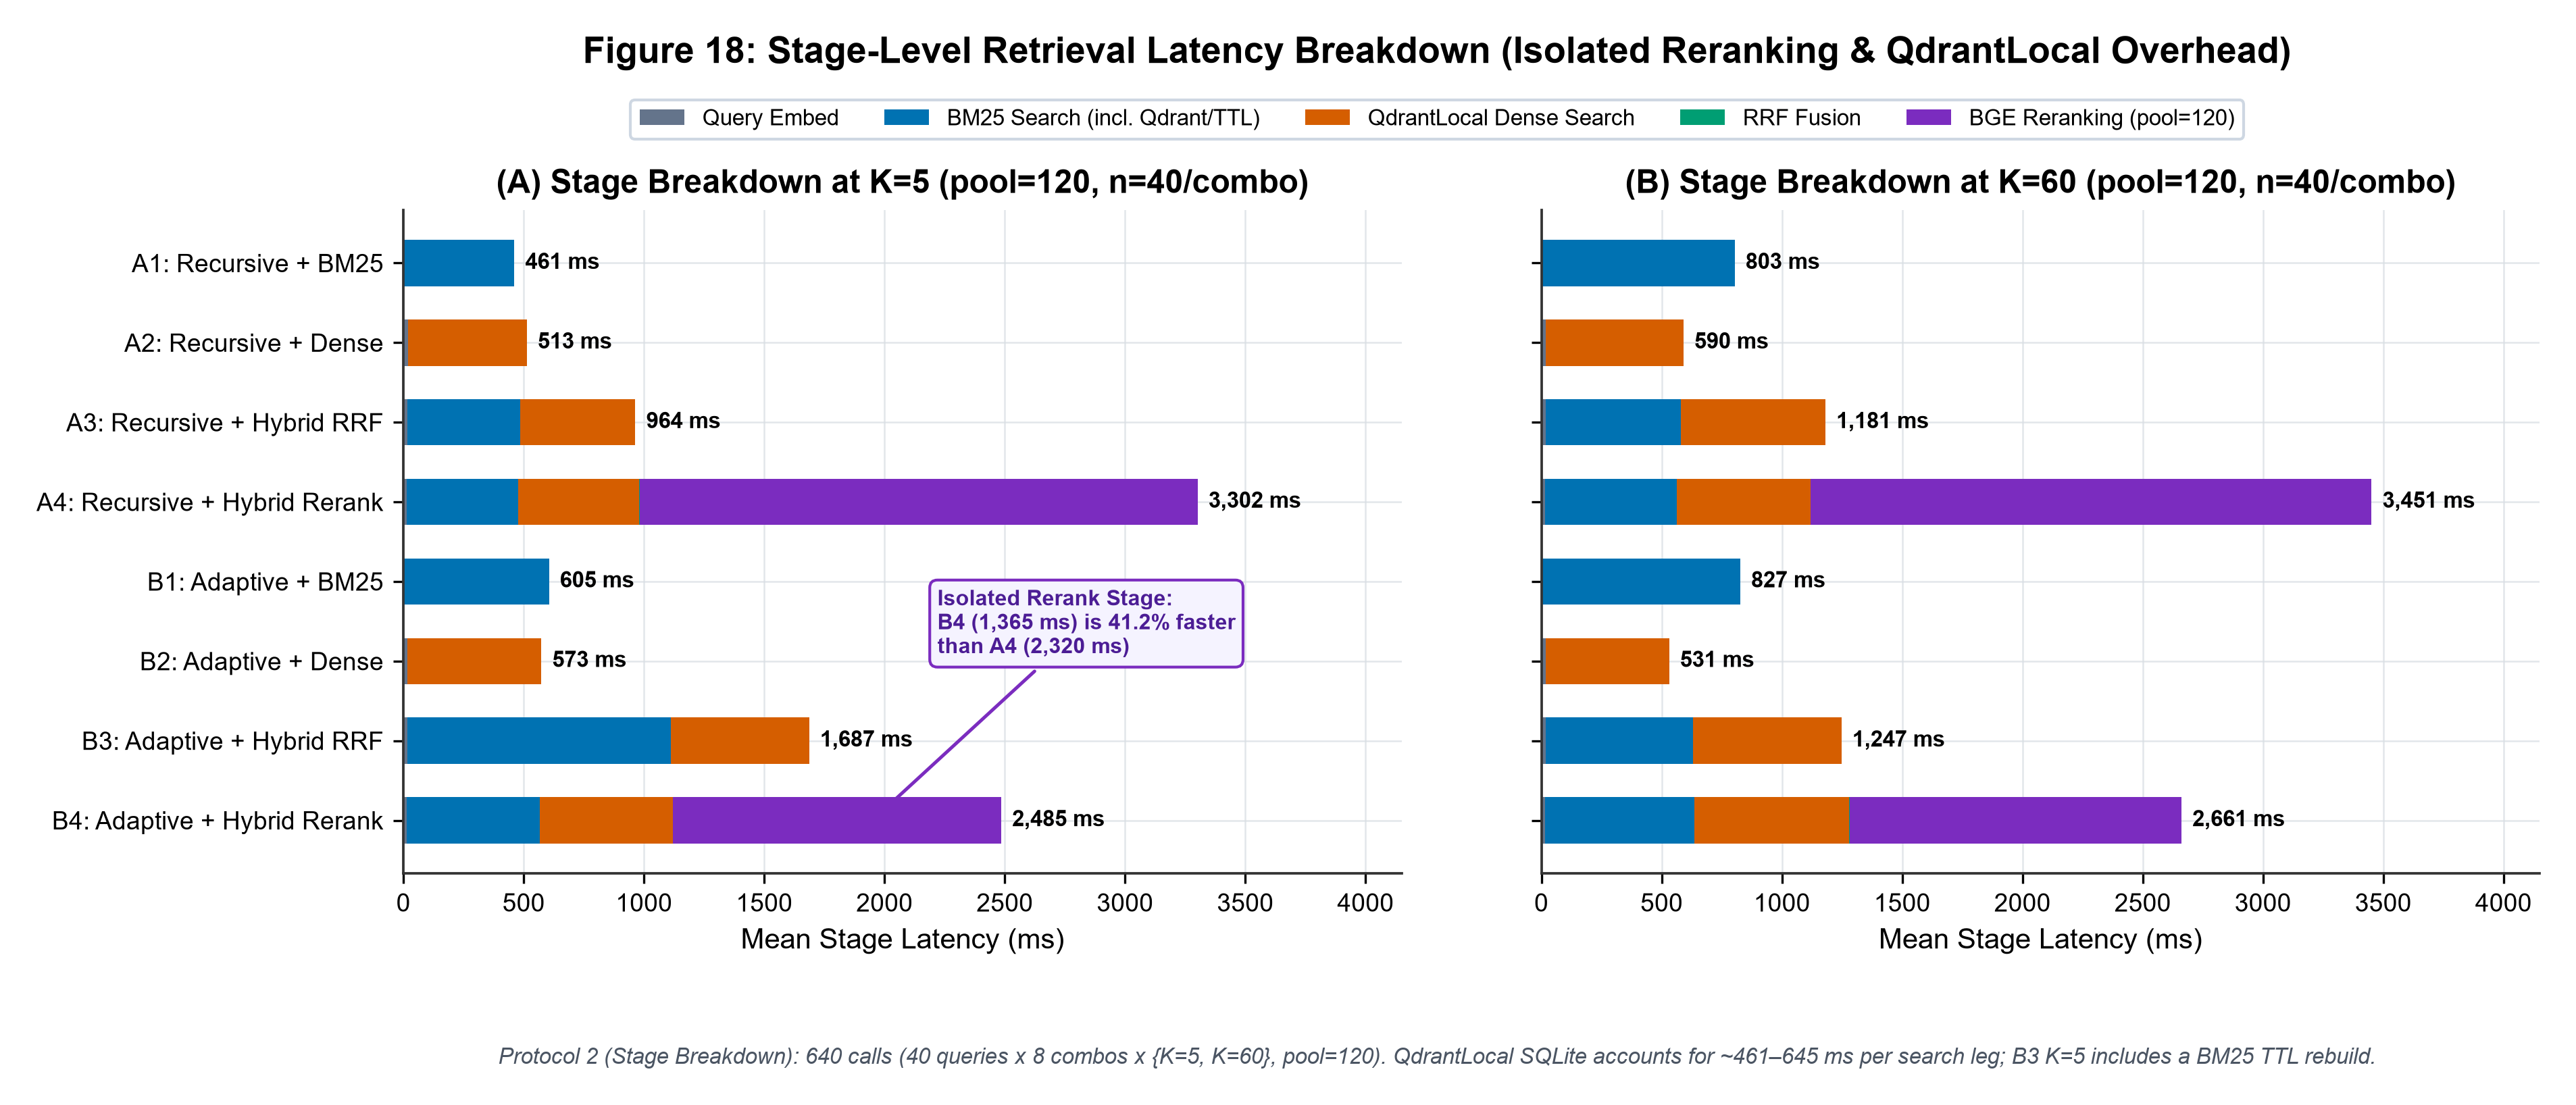 Figure 18: Stage-Level Retrieval Latency Breakdown (Isolated Reranking & QdrantLocal Overhead)
Query Embed
BM25 Search (incl. Qdrant/TTL)
QdrantLocal Dense Search
RRF Fusion
BGE Reranking (pool=120)
(A) Stage Breakdown at K=5 (pool=120, n=40/combo)
A1: Recursive + BM25
461 ms
A2: Recursive + Dense
513 ms
A3: Recursive + Hybrid RRF
964 ms
A4: Recursive + Hybrid Rerank
3,302 ms
B1: Adaptive + BM25
605 ms
B2: Adaptive + Dense
573 ms
B3: Adaptive + Hybrid RRF
1,687 ms
B4: Adaptive + Hybrid Rerank
2,485 ms
Isolated Rerank Stage:
B4 (1,365 ms) is 41.2% faster
than A4 (2,320 ms)
0 500 1000 1500 2000 2500 3000 3500 4000
Mean Stage Latency (ms)
(B) Stage Breakdown at K=60 (pool=120, n=40/combo)
803 ms
590 ms
1,181 ms
3,451 ms
827 ms
531 ms
1,247 ms
2,661 ms
0 500 1000 1500 2000 2500 3000 3500 4000
Mean Stage Latency (ms)
Protocol 2 (Stage Breakdown): 640 calls (40 queries x 8 combos x {K=5, K=60}, pool=120). QdrantLocal SQLite accounts for ~461–645 ms per search leg; B3 K=5 includes a BM25 TTL rebuild.